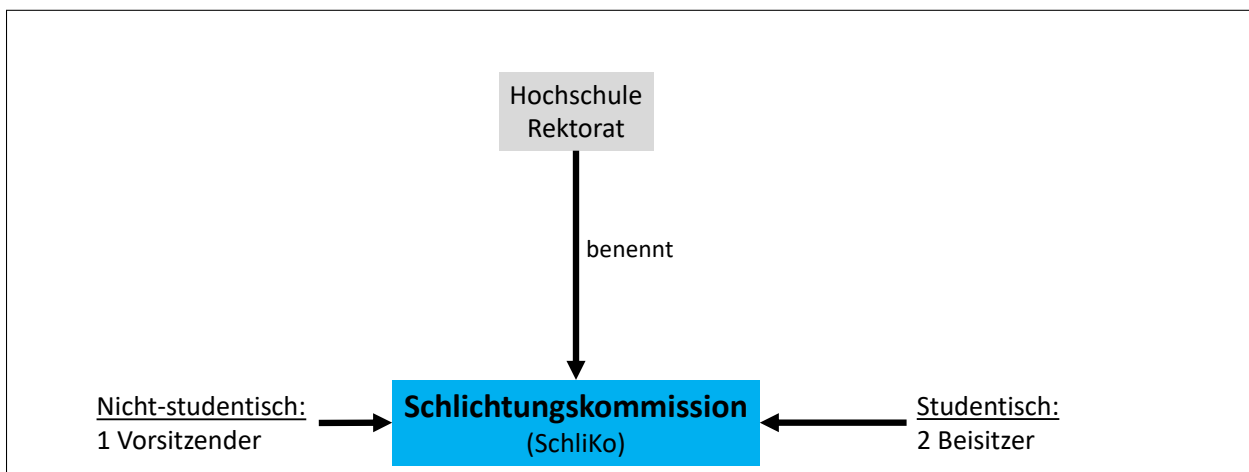 Hochschule
Rektorat
benennt
Nicht-studentisch:
1 Vorsitzender
Schlichtungskommission
(SchliKo)
Studentisch:
2 Beisitzer